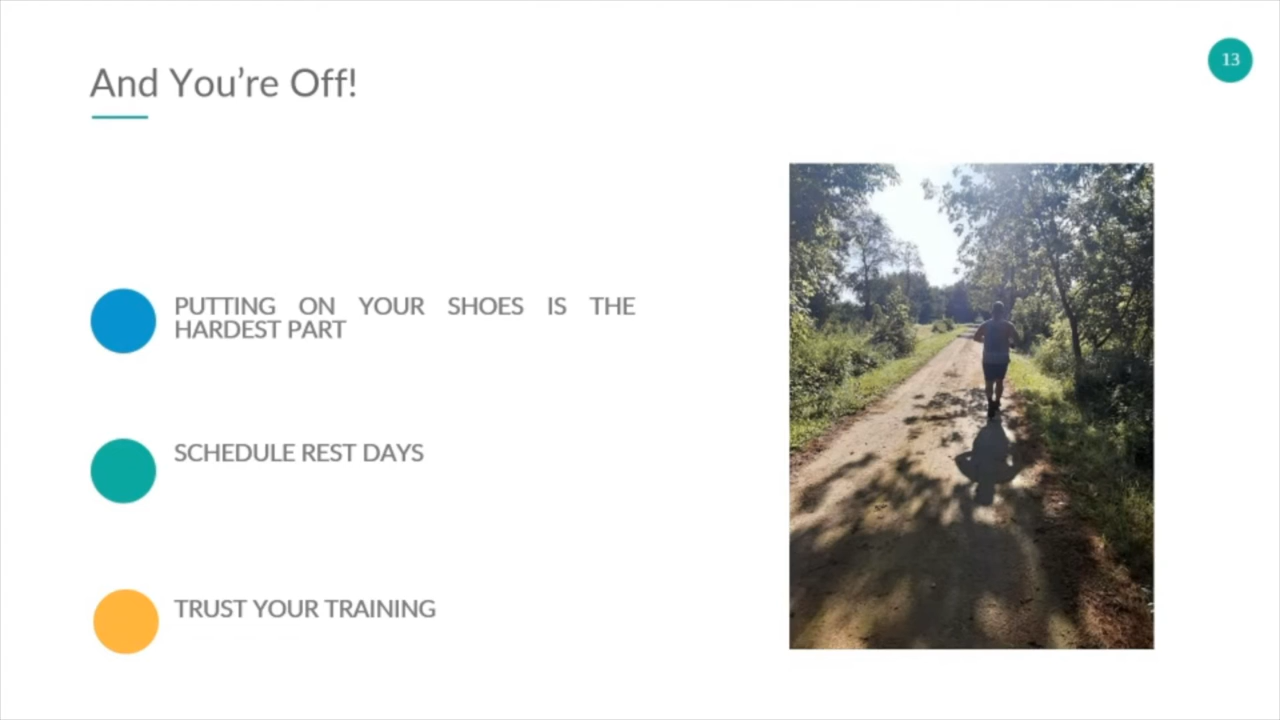 And You’re Off!
13
PUTTING ON YOUR SHOES IS THE
HARDEST PART
SCHEDULE REST DAYS
TRUST YOUR TRAINING